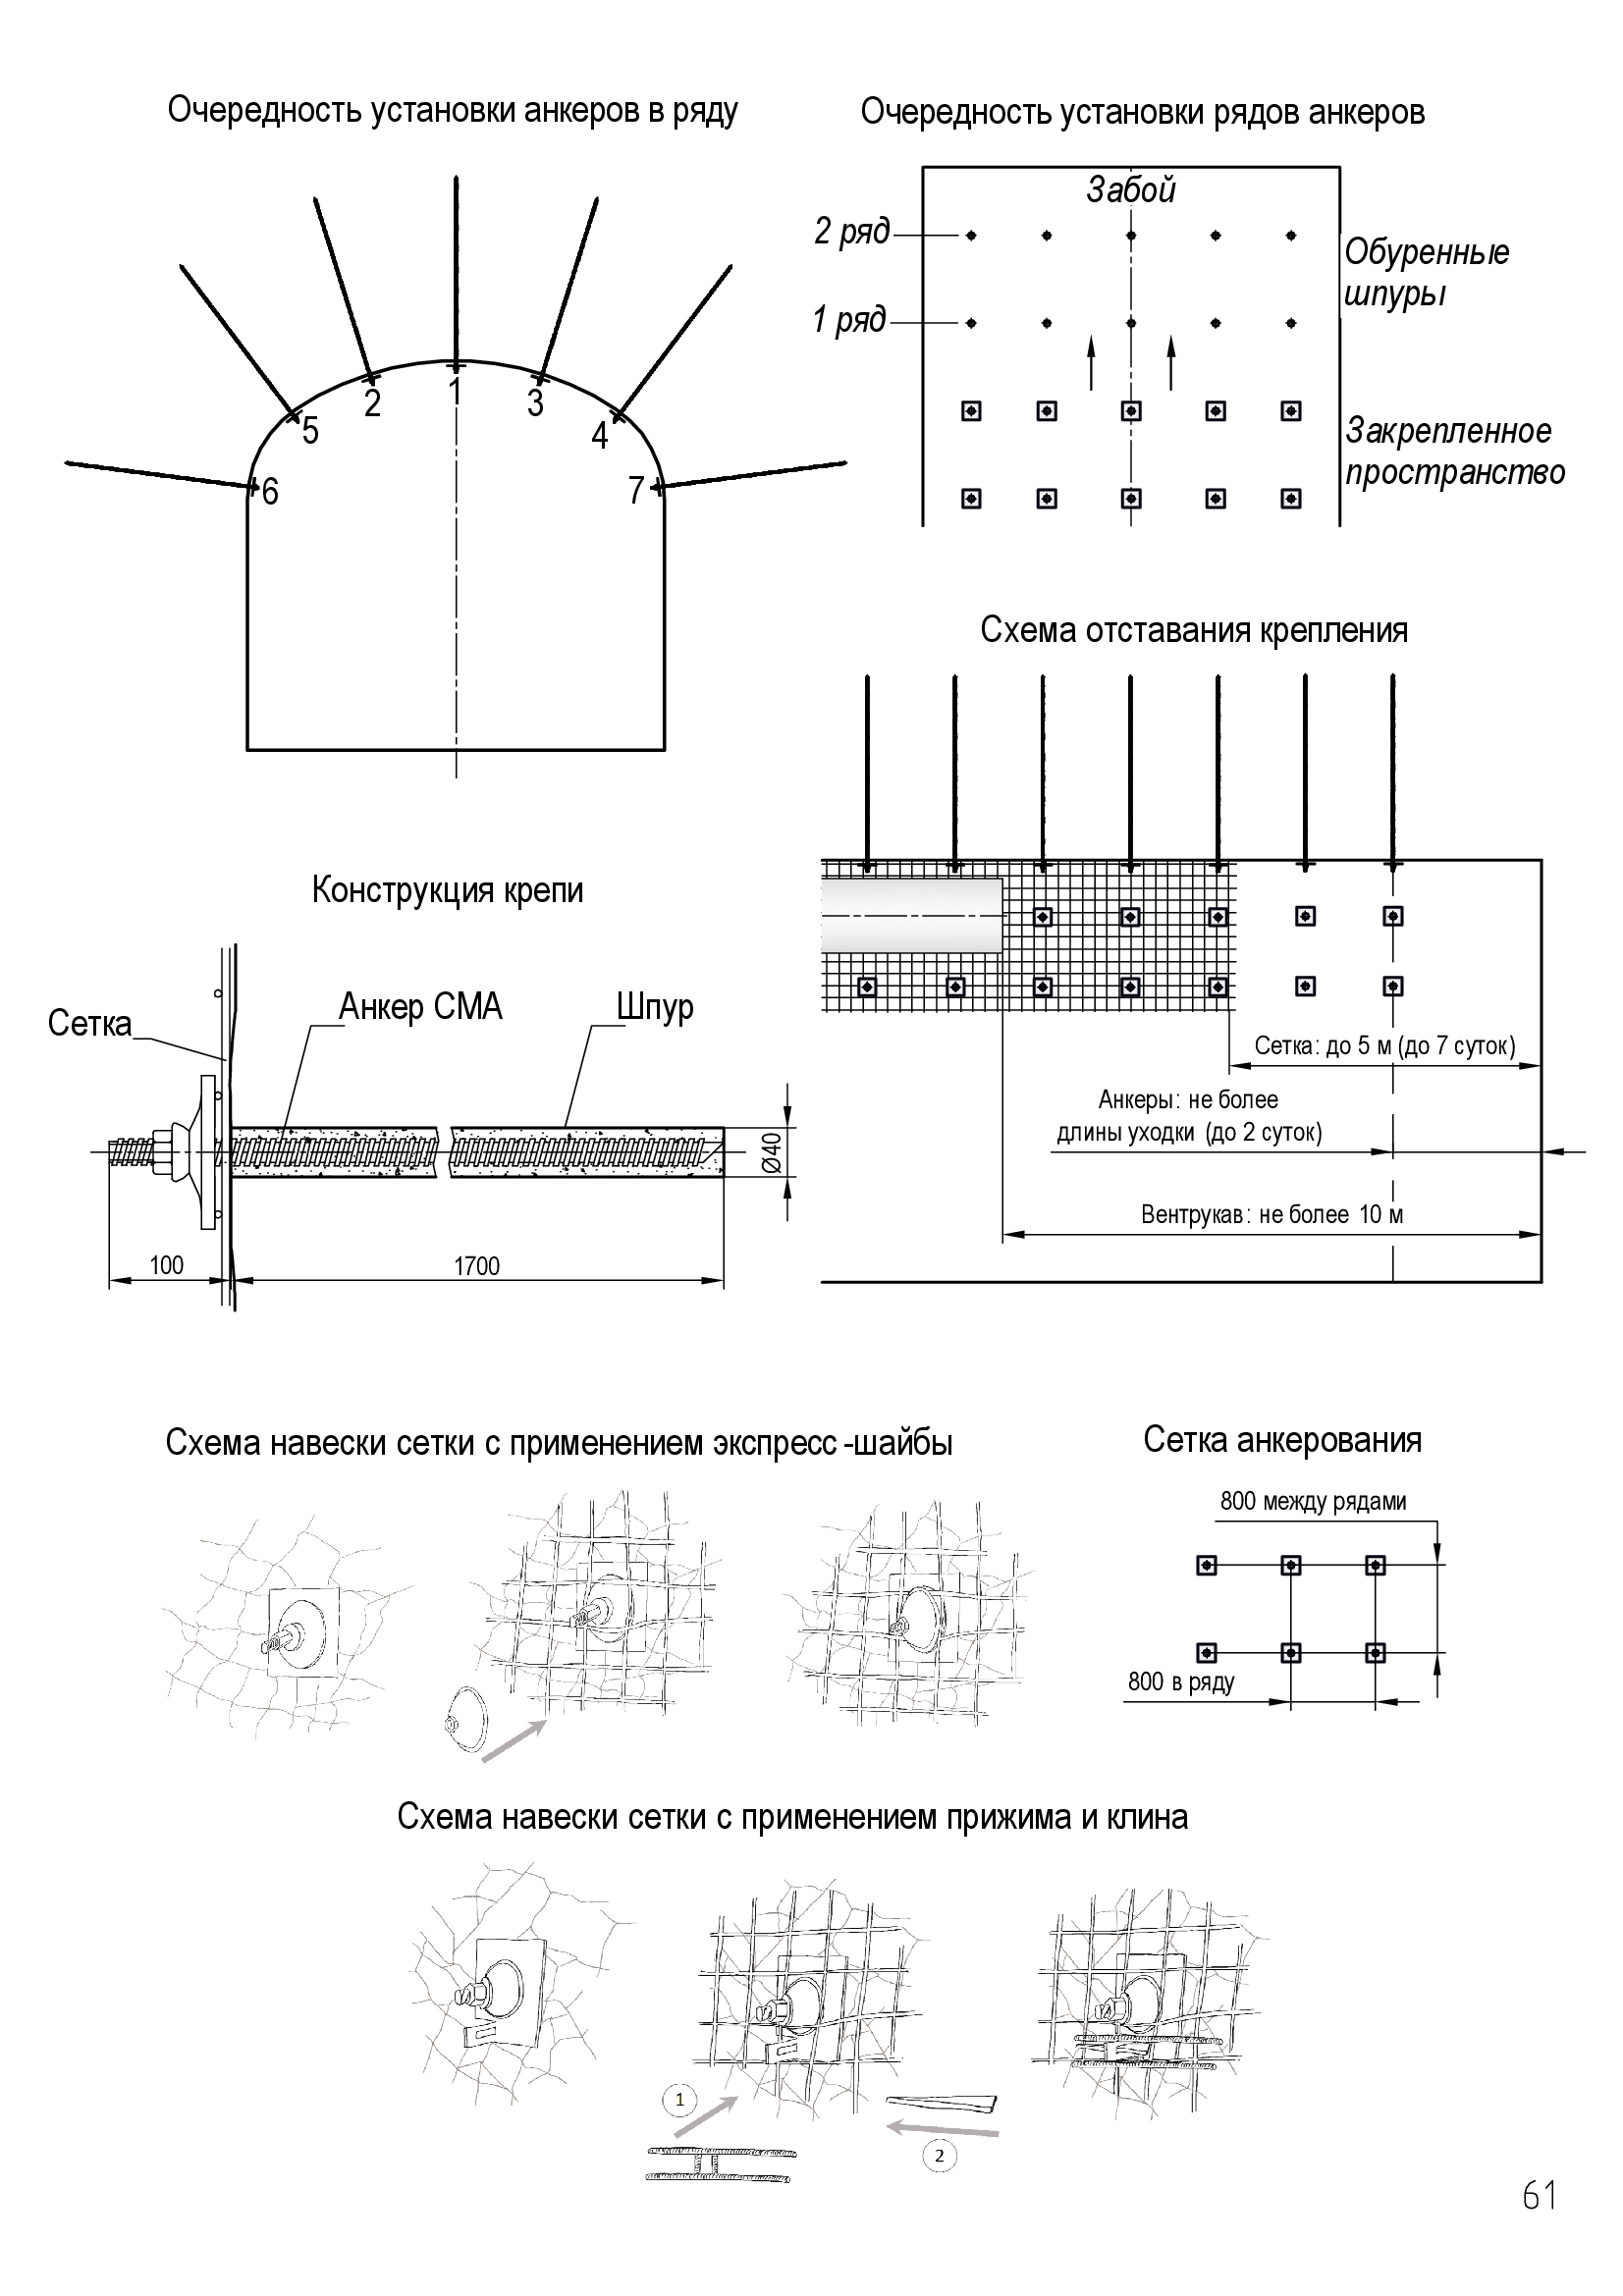 Очередность установки анкеров в ряду
1
2
3
5
4
6
7
Очередность установки рядов анкеров
Забой
2 ряд
Обуренные
шпуры
1 ряд
Закрепленное
пространство
Схема отставания крепления
Сетка: до 5 м (до 7 суток)
Анкеры: не более
длины уходки (до 2 суток)
Вентрукав: не более 10 м
Конструкция крепи
Сетка
Анкер СМА
Шпур
Ø40
100
1700
Схема навески сетки с применением экспресс-шайбы
Сетка анкерования
800 между рядами
800 в ряду
Схема навески сетки с применением прижима и клина
1
2
61